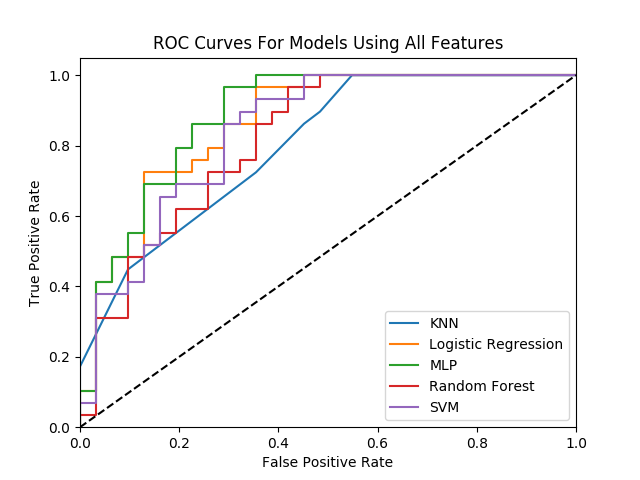 ROC Curves For Models Using All Features
True Positive Rate
1.0
0.8
0.6
0.4
0.2
0.0
KNN
Logistic Regression
MLP
Random Forest
SVM
0.0 0.2 0.4 0.6 0.8 1.0
False Positive Rate